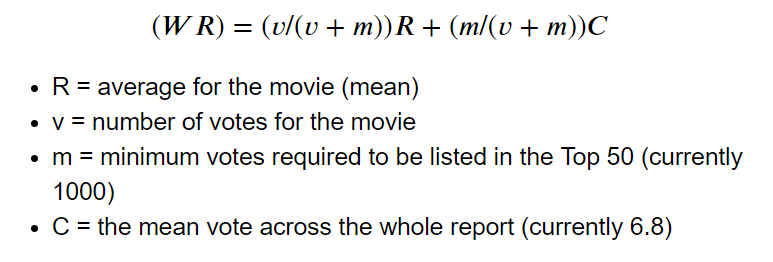 (W R) = (v/(v + m))R + (m/(v + m))C
• R = average for the movie (mean)
• v = number of votes for the movie
• m = minimum votes required to be listed in the Top 50 (currently
1000)
• C = the mean vote across the whole report (currently 6.8)